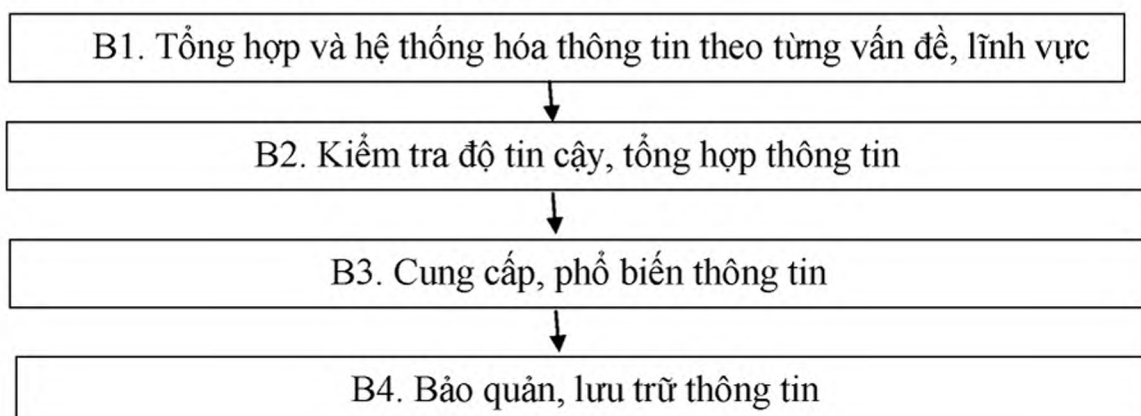 B1. Tổng hợp và hệ thống hóa thông tin theo từng vấn đề, lĩnh vực
B2. Kiểm tra độ tin cậy, tổng hợp thông tin
B3. Cung cấp, phổ biến thông tin
B4. Bảo quản, lưu trữ thông tin